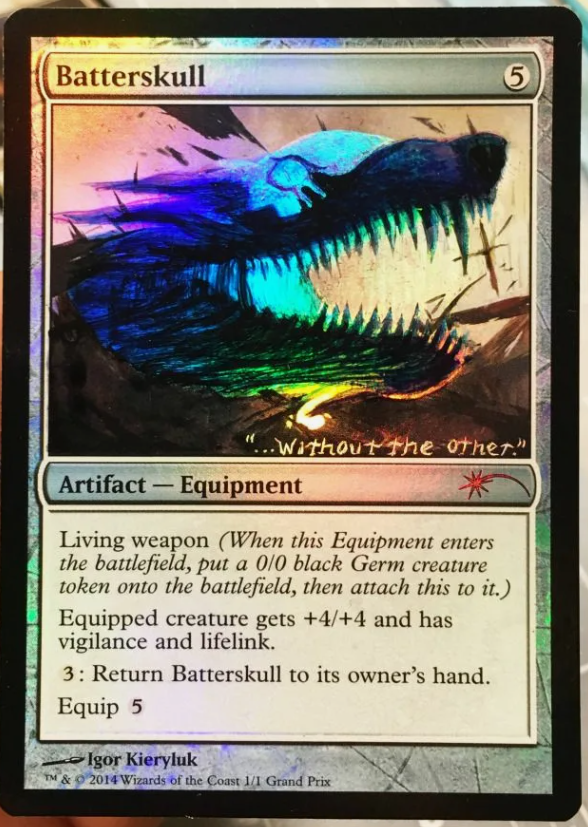 Batterskull 5
"...Without the other."
Artifact — Equipment
Living weapon (When this Equipment enters
the battlefield, put a 0/0 black Germ creature
token onto the battlefield, then attach this to it.)
Equipped creature gets +4/+4 and has
vigilance and lifelink.
3: Return Batterskull to its owner's hand.
Equip 5
Igor Kieryluk
™ & © 2014 Wizards of the Coast 1/1 Grand Prix